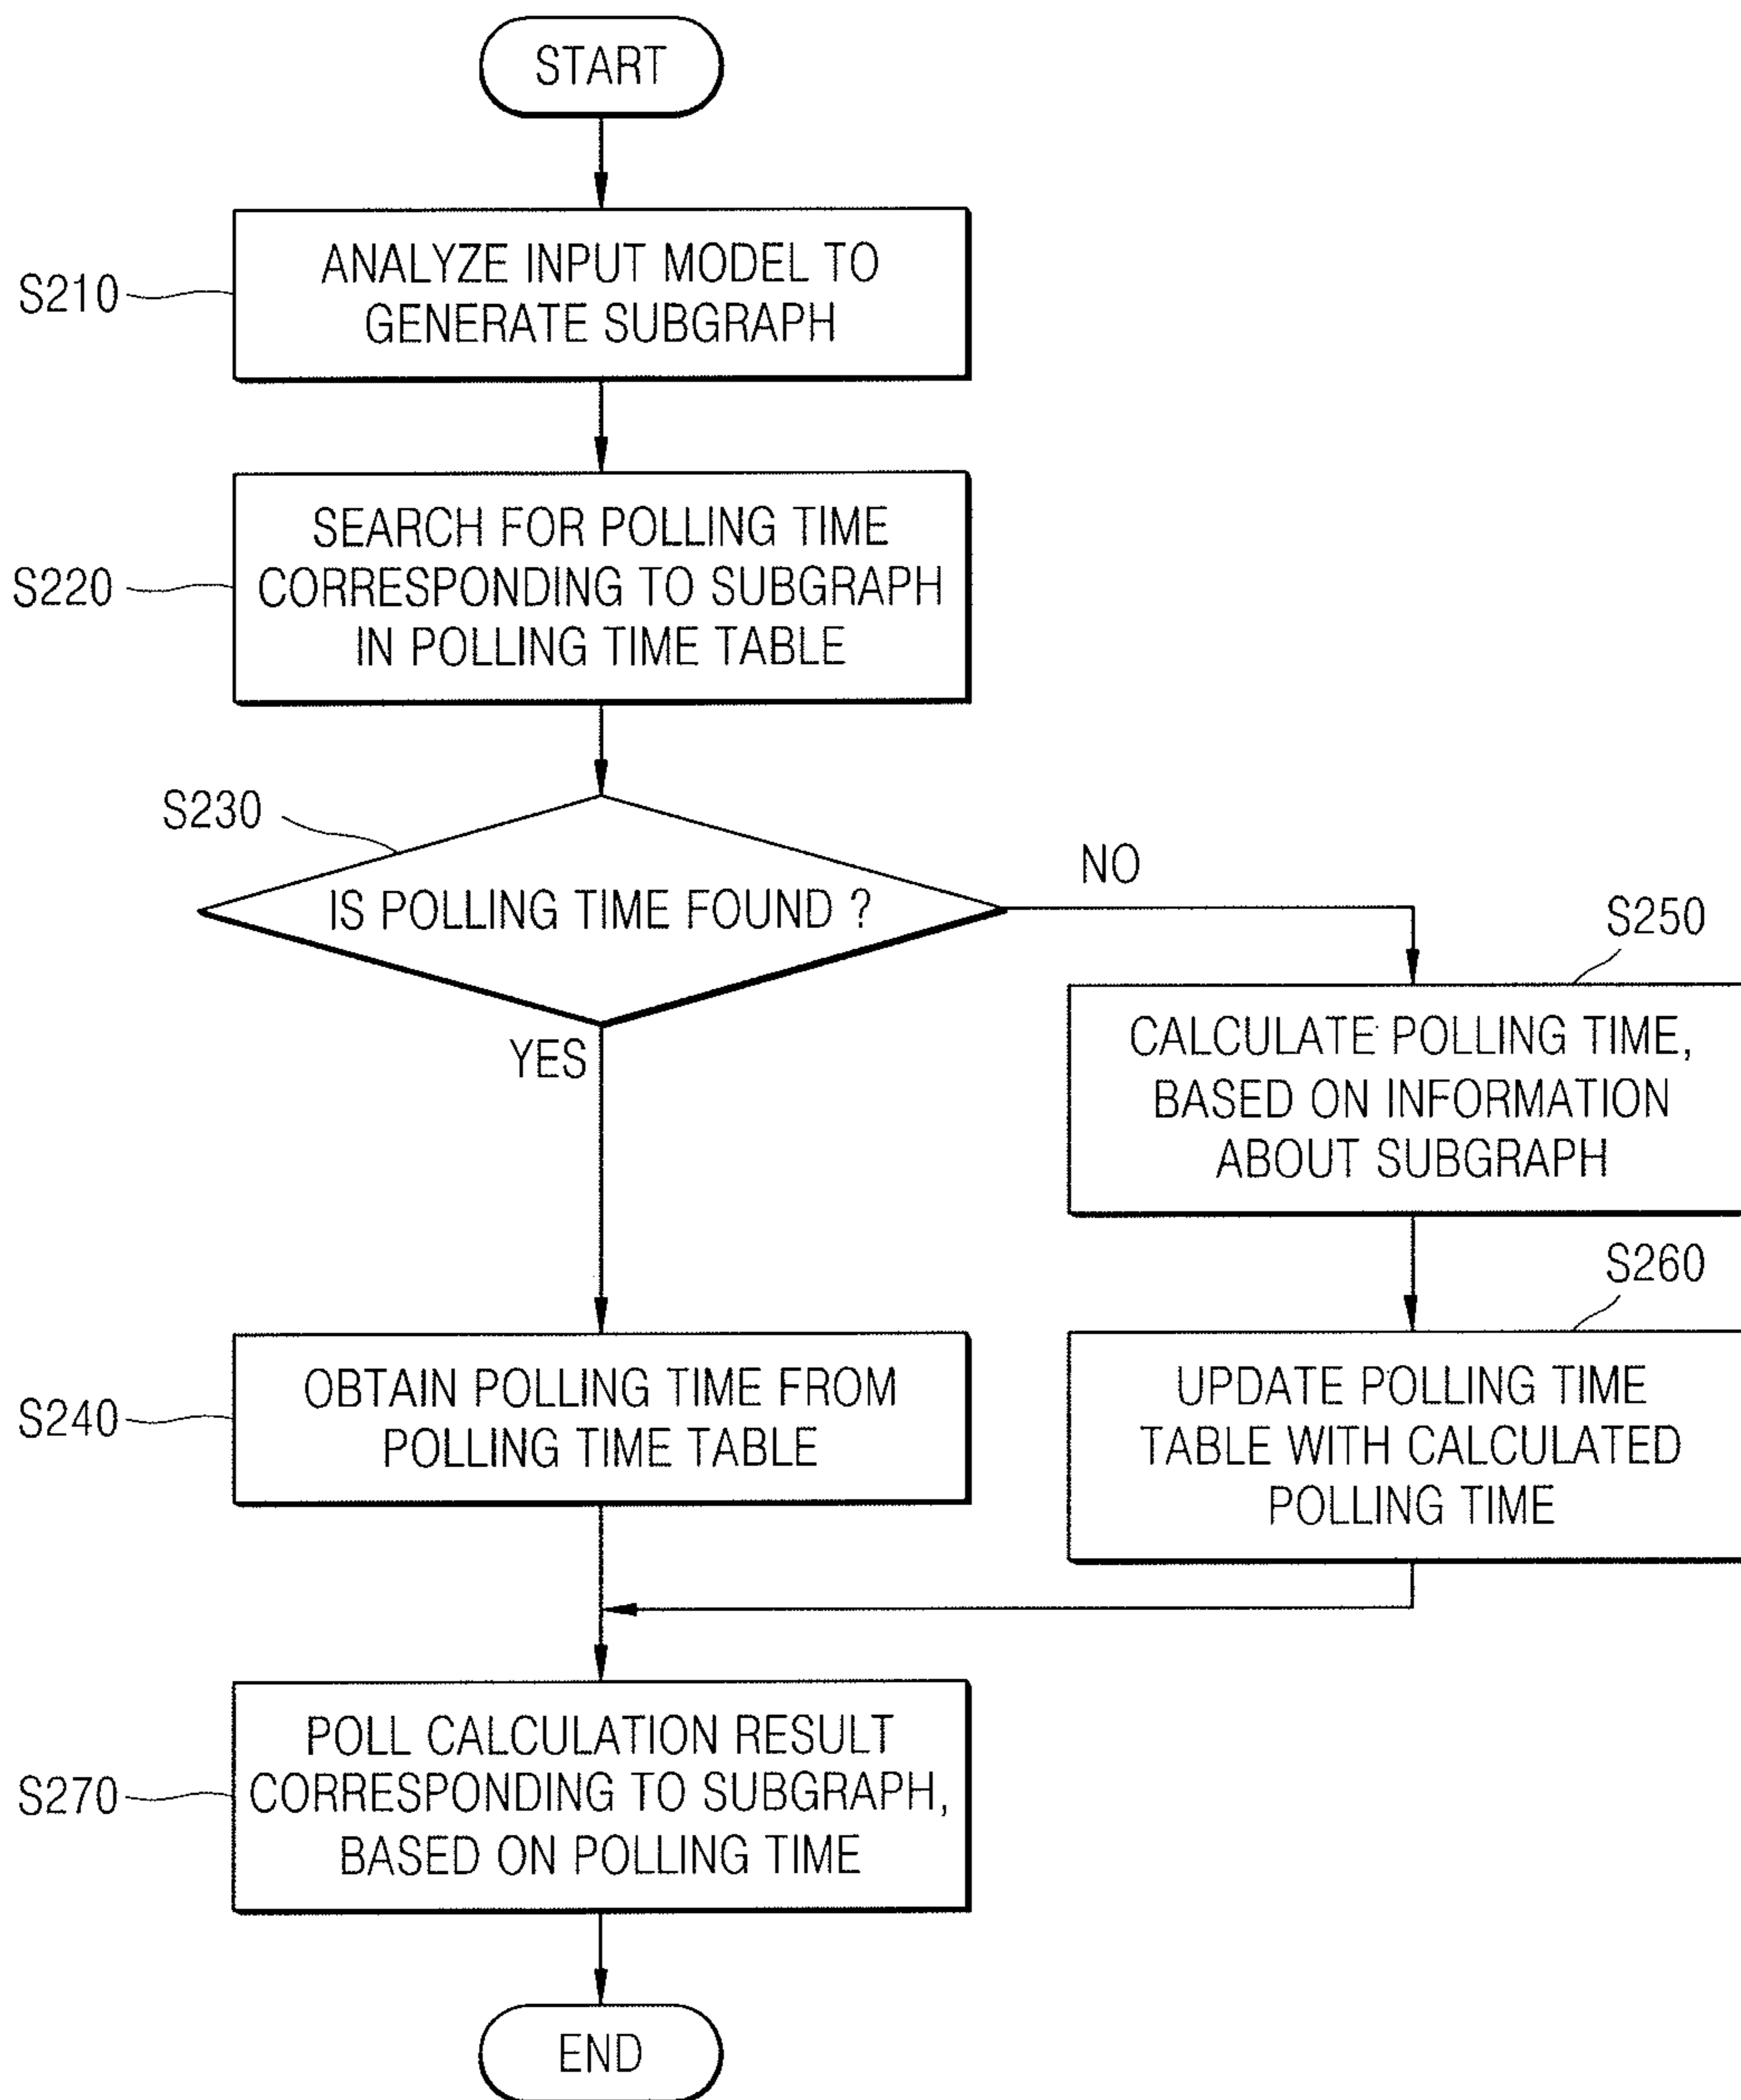 START
S210
ANALYZE INPUT MODEL TO
GENERATE SUBGRAPH
S220
SEARCH FOR POLLING TIME
CORRESPONDING TO SUBGRAPH
IN POLLING TIME TABLE
S230
IS POLLING TIME FOUND ?
NO
YES
S250
CALCULATE POLLING TIME,
BASED ON INFORMATION
ABOUT SUBGRAPH
S240
OBTAIN POLLING TIME FROM
POLLING TIME TABLE
S260
UPDATE POLLING TIME
TABLE WITH CALCULATED
POLLING TIME
S270
POLL CALCULATION RESULT
CORRESPONDING TO SUBGRAPH,
BASED ON POLLING TIME
END